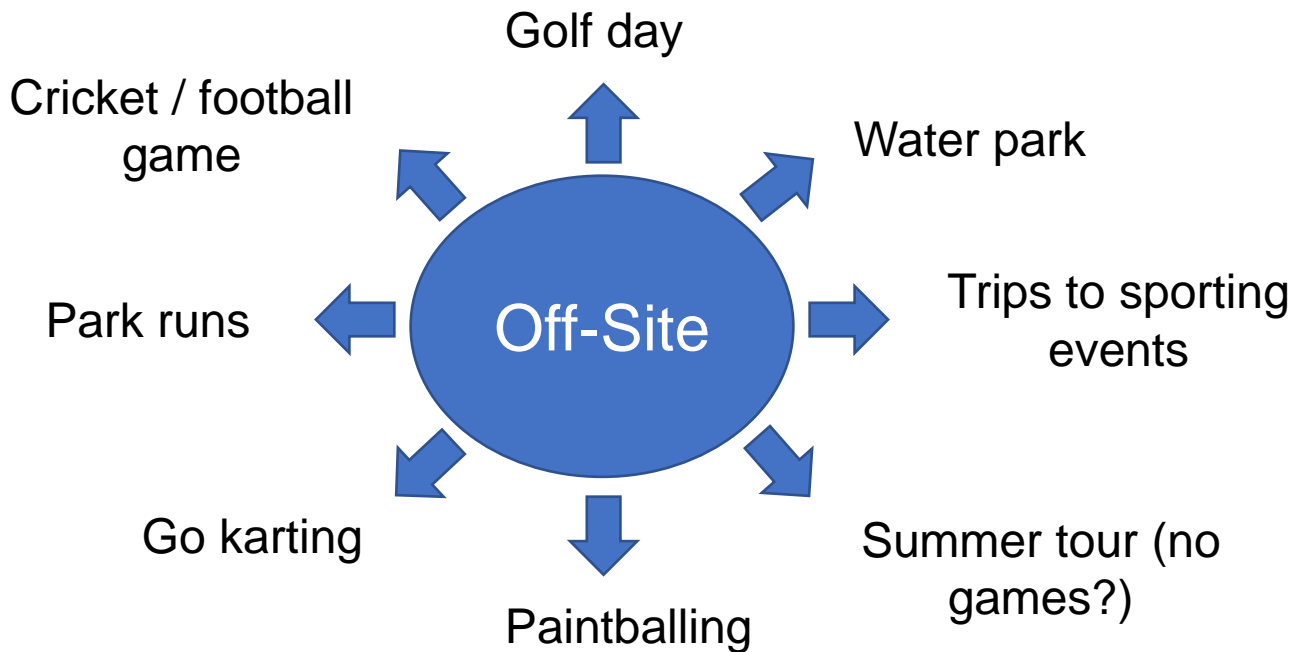 Golf day
Cricket / football
game
Water park
Park runs
Off-Site
Trips to sporting
events
Go karting
Summer tour (no
games?)
Paintballing